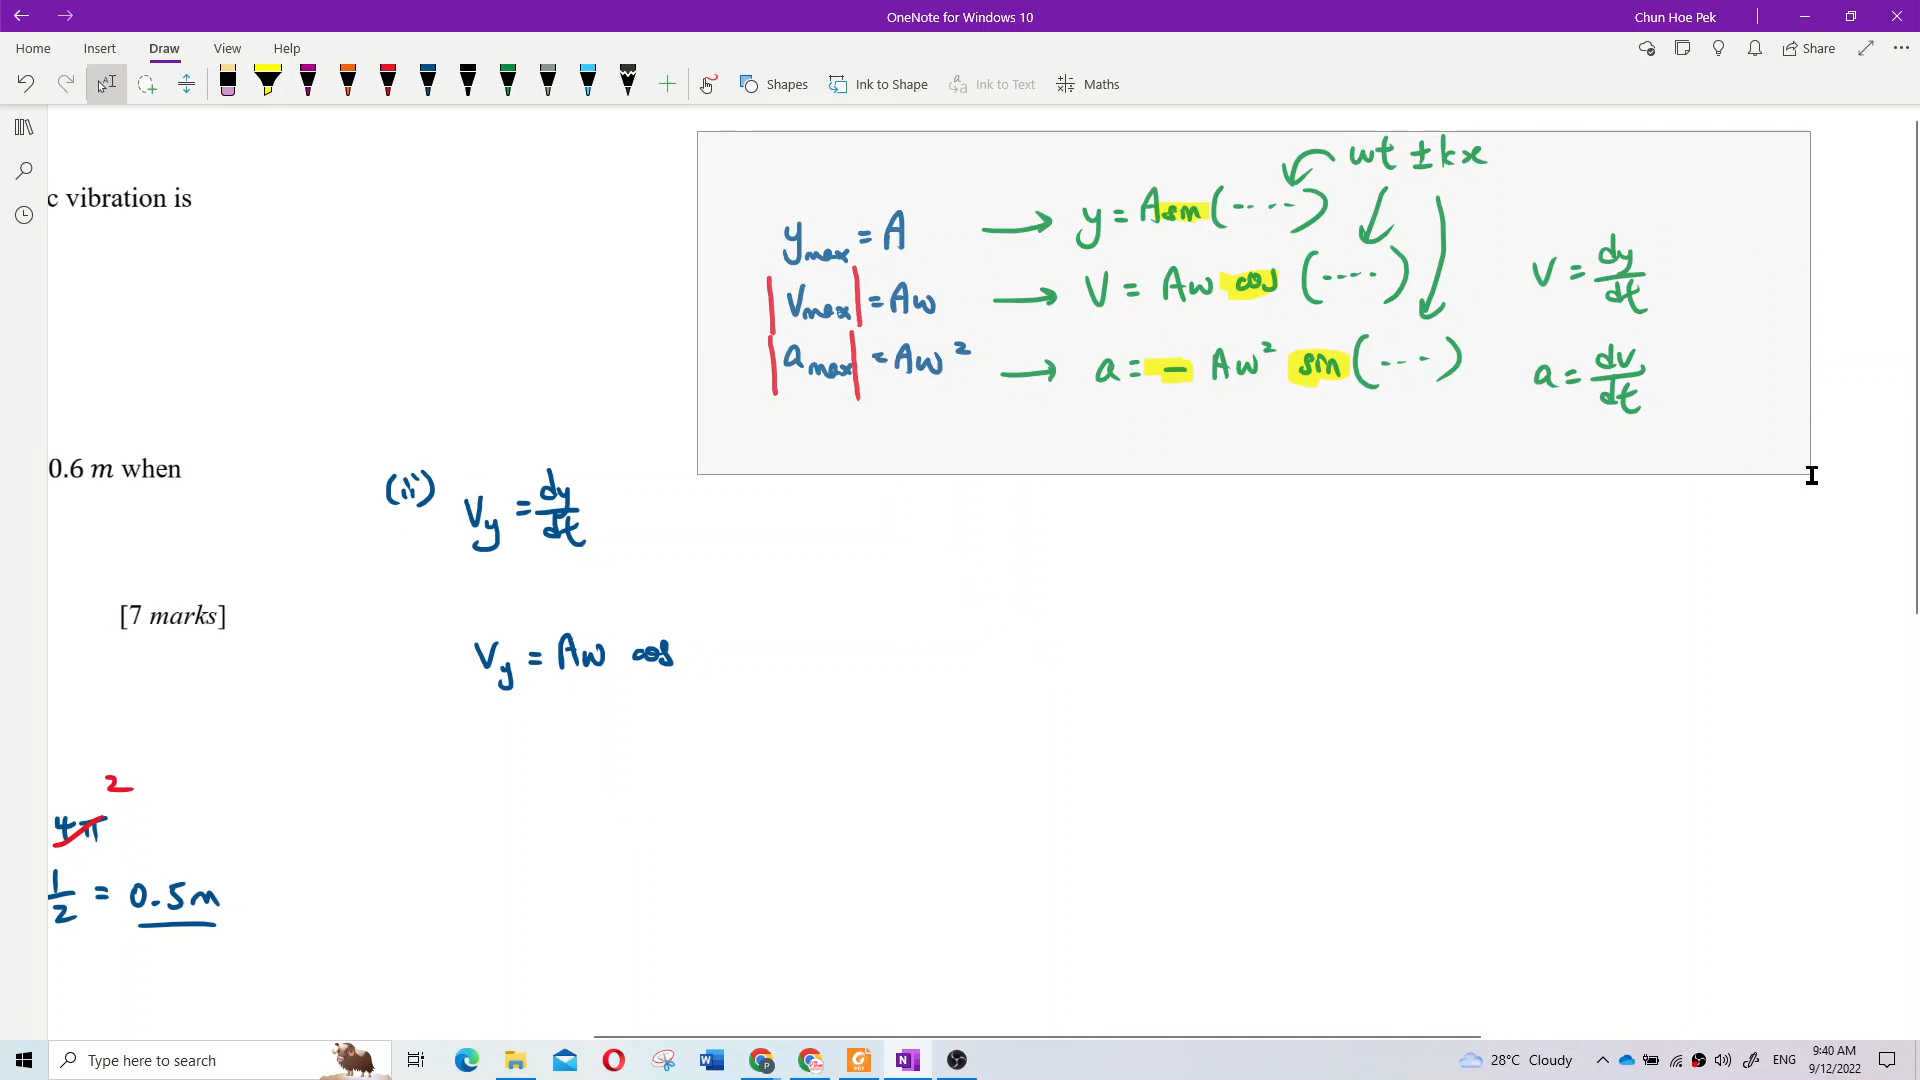 OneNote for Windows 10
Chun Hoe Pek
Home Insert Draw View Help
Share
Shapes
Ink to Shape
Ink to Text
Maths
c vibration is
0.6 m when
[7 marks]
2
4π
1/2 = 0.5m
(ii) Vy = dy/dt
Vy = Aω cos
ωt ± kx
ymax = A → y = A sin (.....)
|Vmax| = Aω → V = Aω cos (.....)
|amax| = Aω² → a = - Aω² sin (....)
V = dy/dt
a = dv/dt
Type here to search
28°C Cloudy
ENG
9:40 AM
9/12/2022